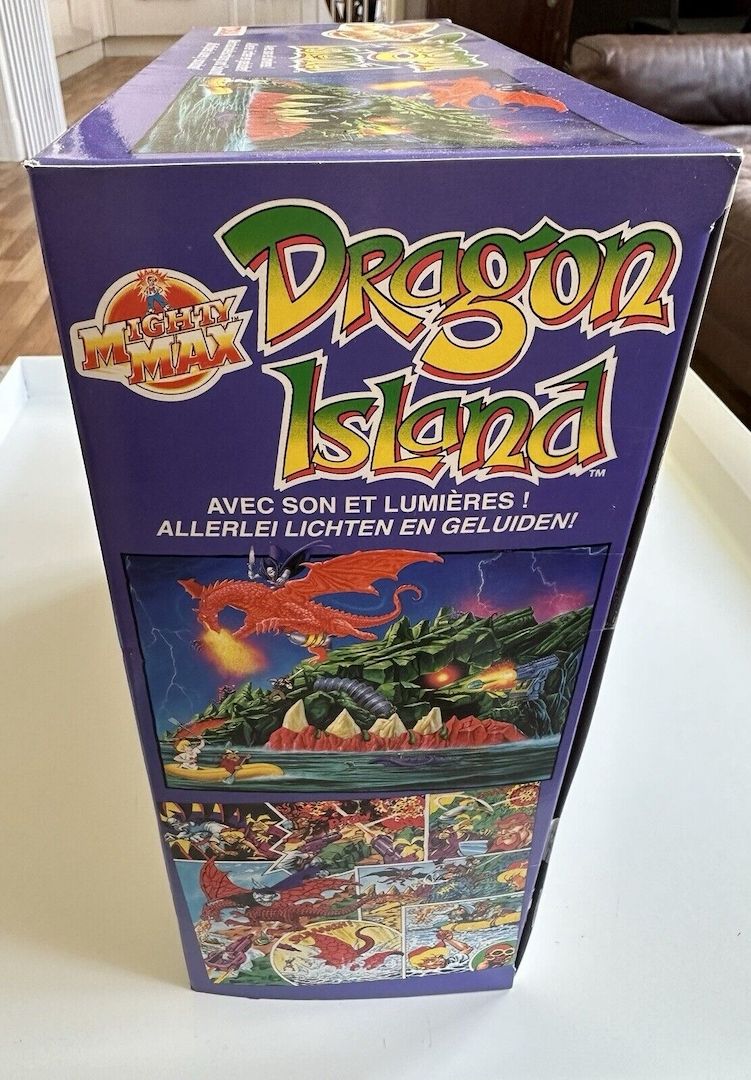 MIGHTY
MAX
Dragon
Island
TM
AVEC SON ET LUMIÈRES !
ALLERLEI LICHTEN EN GELUIDEN!